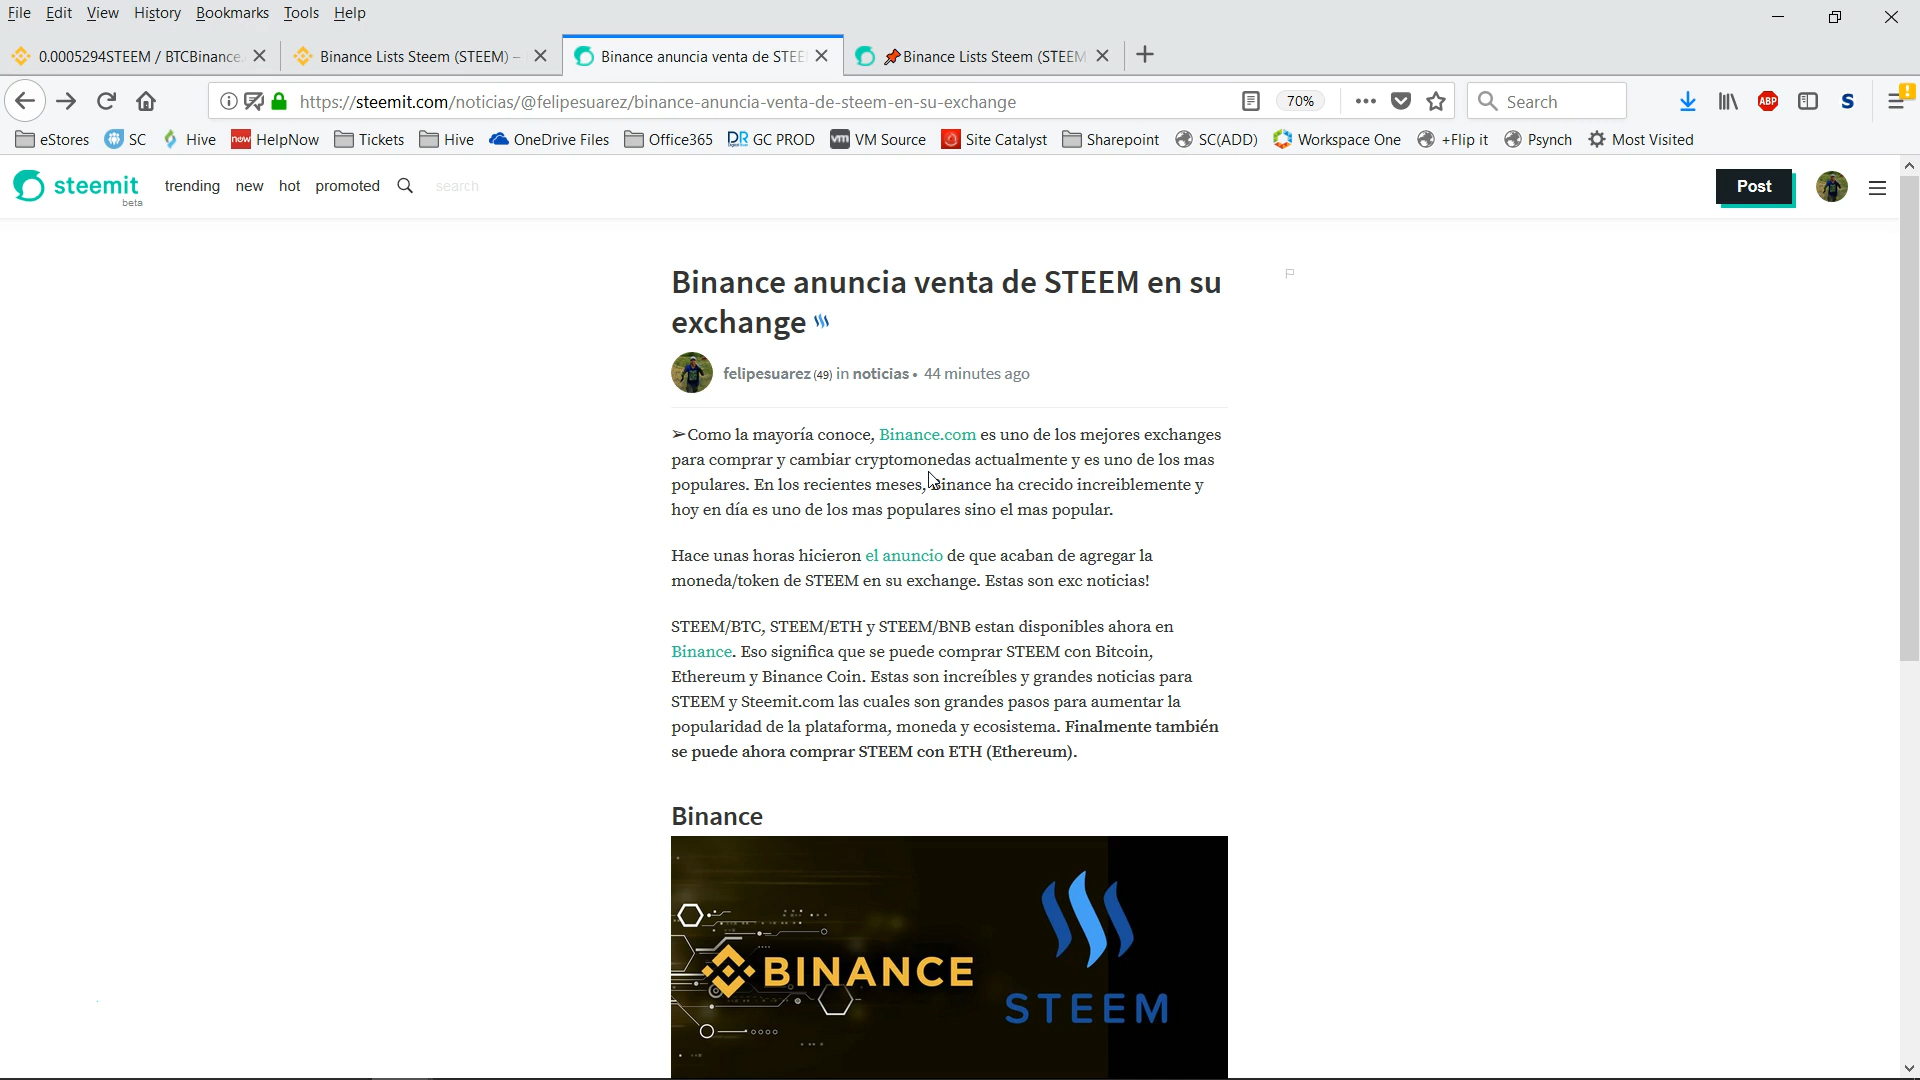 File Edit View History Bookmarks Tools Help
0.0005294STEEM / BTCBinance
Binance Lists Steem (STEEM) –
Binance anuncia venta de STEE
Binance Lists Steem (STEEM
https://steemit.com/noticias/@felipesuarez/binance-anuncia-venta-de-steem-en-su-exchange
70%
Search
ABP
S
eStores SC Hive HelpNow Tickets Hive OneDrive Files Office365 GC PROD VM Source Site Catalyst Sharepoint SC(ADD) Workspace One +Flip it Psynch Most Visited
steemit
beta
trending new hot promoted search
Post
Binance anuncia venta de STEEM en su
exchange
felipesuarez (49) in noticias • 44 minutes ago
➢Como la mayoría conoce, Binance.com es uno de los mejores exchanges
para comprar y cambiar cryptomonedas actualmente y es uno de los mas
populares. En los recientes meses, Binance ha crecido increiblemente y
hoy en día es uno de los mas populares sino el mas popular.
Hace unas horas hicieron el anuncio de que acaban de agregar la
moneda/token de STEEM en su exchange. Estas son exc noticias!
STEEM/BTC, STEEM/ETH y STEEM/BNB estan disponibles ahora en
Binance. Eso significa que se puede comprar STEEM con Bitcoin,
Ethereum y Binance Coin. Estas son increíbles y grandes noticias para
STEEM y Steemit.com las cuales son grandes pasos para aumentar la
popularidad de la plataforma, moneda y ecosistema. Finalmente también
se puede ahora comprar STEEM con ETH (Ethereum).
Binance
BINANCE
STEEM